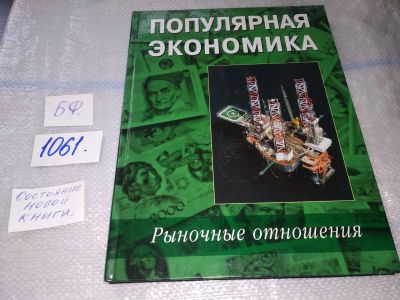 ПОПУЛЯРНАЯ
ЭКОНОМИКА
Рыночные отношения
БФ.
1061.
Состояние
новой
книги.